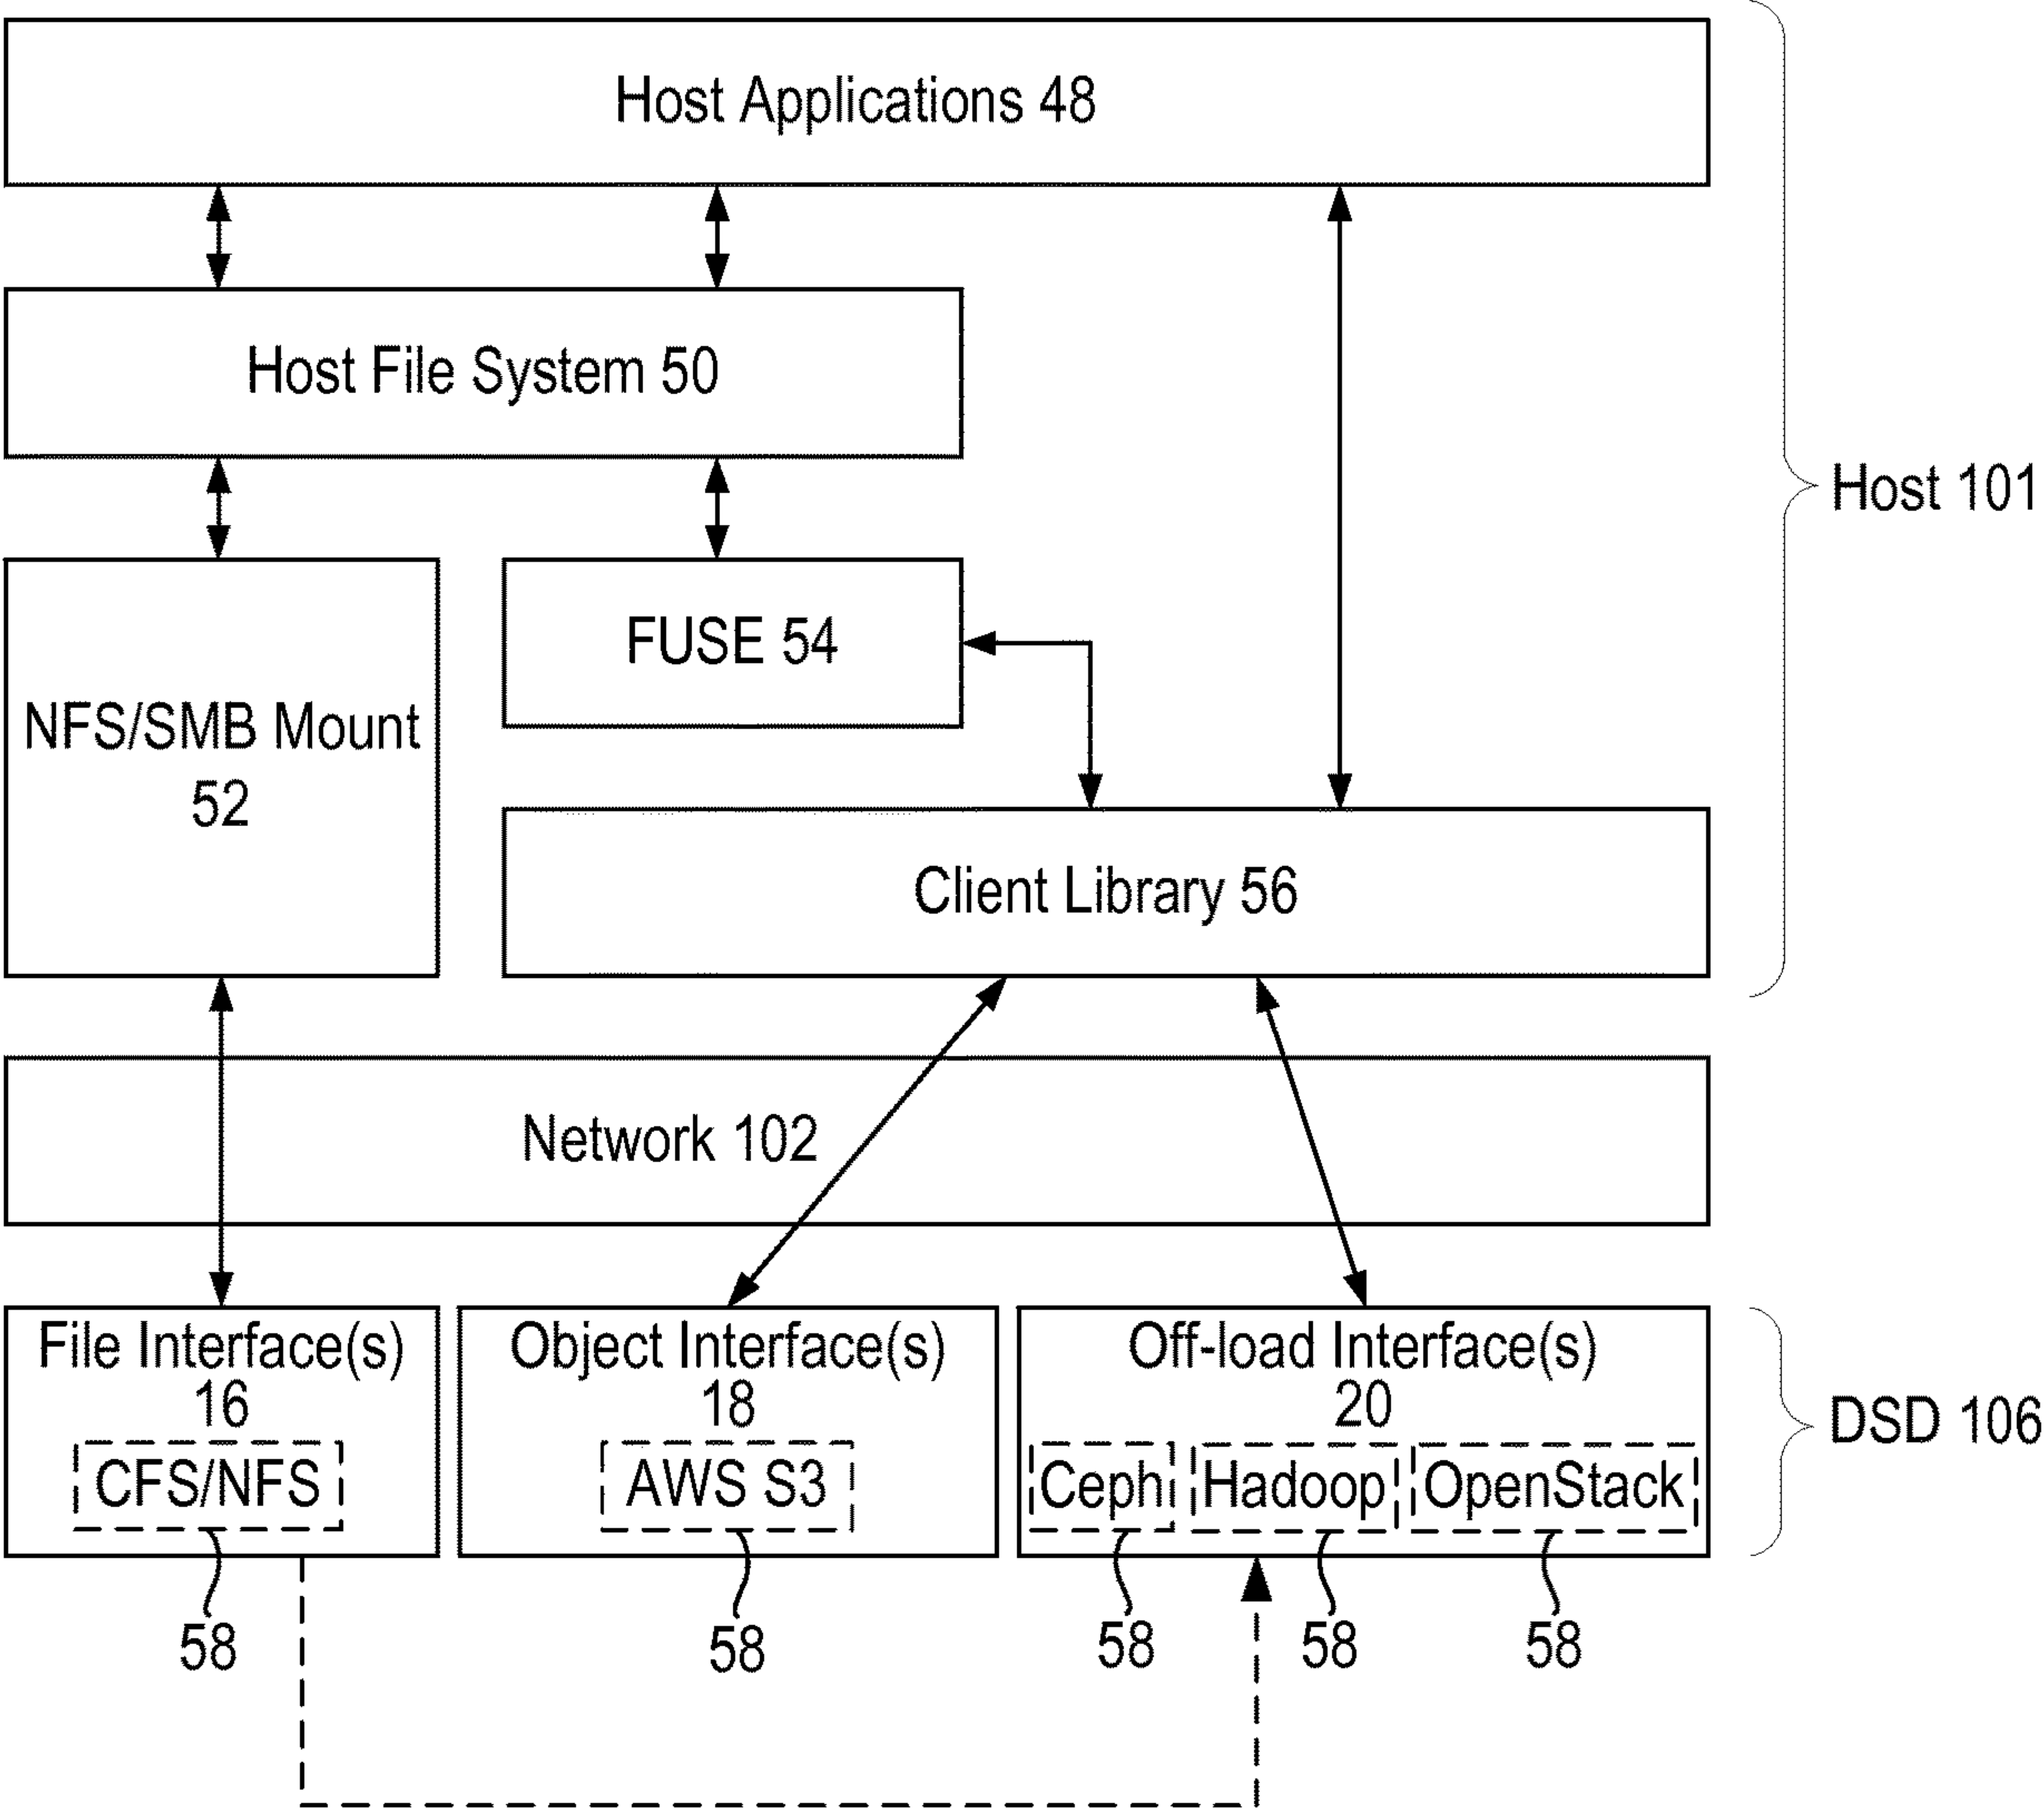 Host Applications 48
Host File System 50
Host 101
FUSE 54
NFS/SMB Mount
52
Client Library 56
Network 102
File Interface(s)
16
CFS/NFS
Object Interface(s)
18
AWS S3
Off-load Interface(s)
20
Ceph
Hadoop
OpenStack
DSD 106
58
58
58
58
58